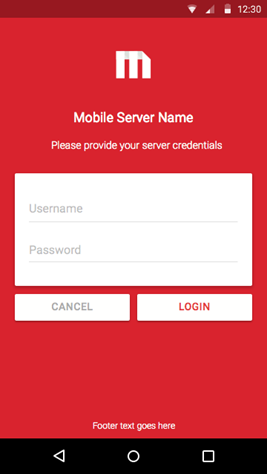 12:30
m
Mobile Server Name
Please provide your server credentials
Username
Password
CANCEL
LOGIN
Footer text goes here